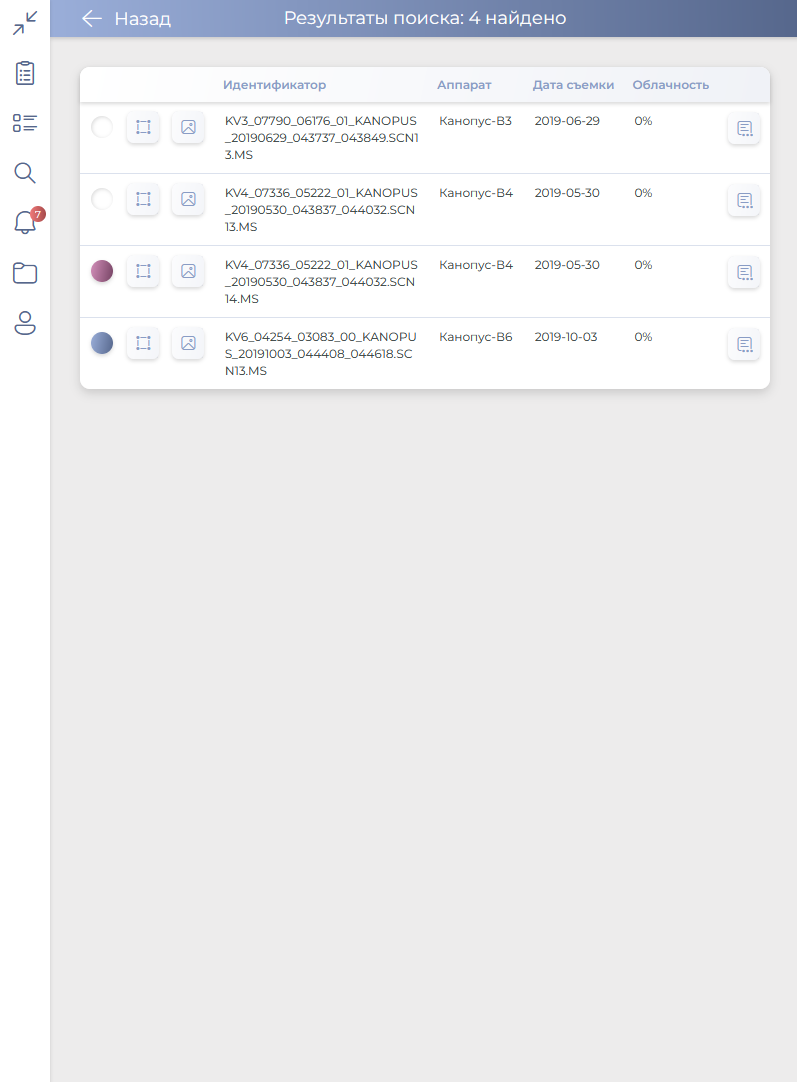 Назад
Результаты поиска: 4 найдено
Идентификатор Аппарат Дата съемки Облачность
KV3_07790_06176_01_KANOPUS Канопус-В3 2019-06-29 0%
_20190629_043737_043849.SCN1
3.MS
KV4_07336_05222_01_KANOPUS Канопус-В4 2019-05-30 0%
_20190530_043837_044032.SCN
13.MS
7
KV4_07336_05222_01_KANOPUS Канопус-В4 2019-05-30 0%
_20190530_043837_044032.SCN
14.MS
KV6_04254_03083_00_KANOPU Канопус-В6 2019-10-03 0%
S_20191003_044408_044618.SC
N13.MS